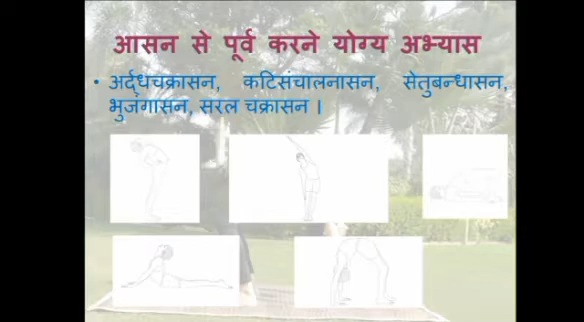 आसन से पूर्व करने योग्य अभ्यास
• अर्द्धचक्रासन, कटिसंचालनासन, सेतुबन्धासन,
भुजंगासन, सरल चक्रासन ।